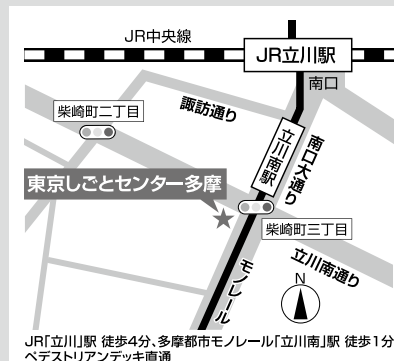 JR中央線
JR立川駅
南口
柴崎町二丁目
諏訪通り
立川南駅
南口大通り
東京しごとセンター多摩
柴崎町三丁目
立川南通り
モノレール
N
JR「立川」駅 徒歩4分、多摩都市モノレール「立川南」駅 徒歩1分
ペデストリアンデッキ直通